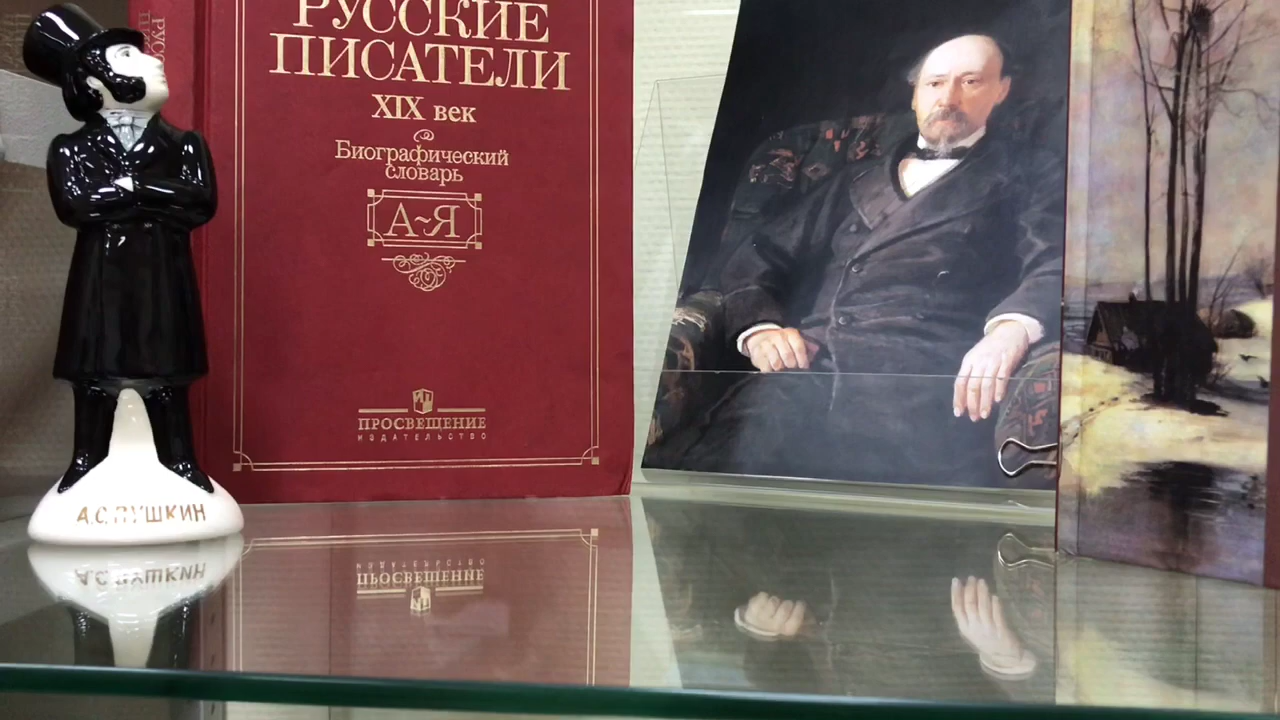 РУССКИЕ
ПИСАТЕЛИ
XIX век
Биографический
словарь
А~Я
ПРОСВЕЩЕНИЕ
ИЗДАТЕЛЬСТВО
А.С.ПУШКИН